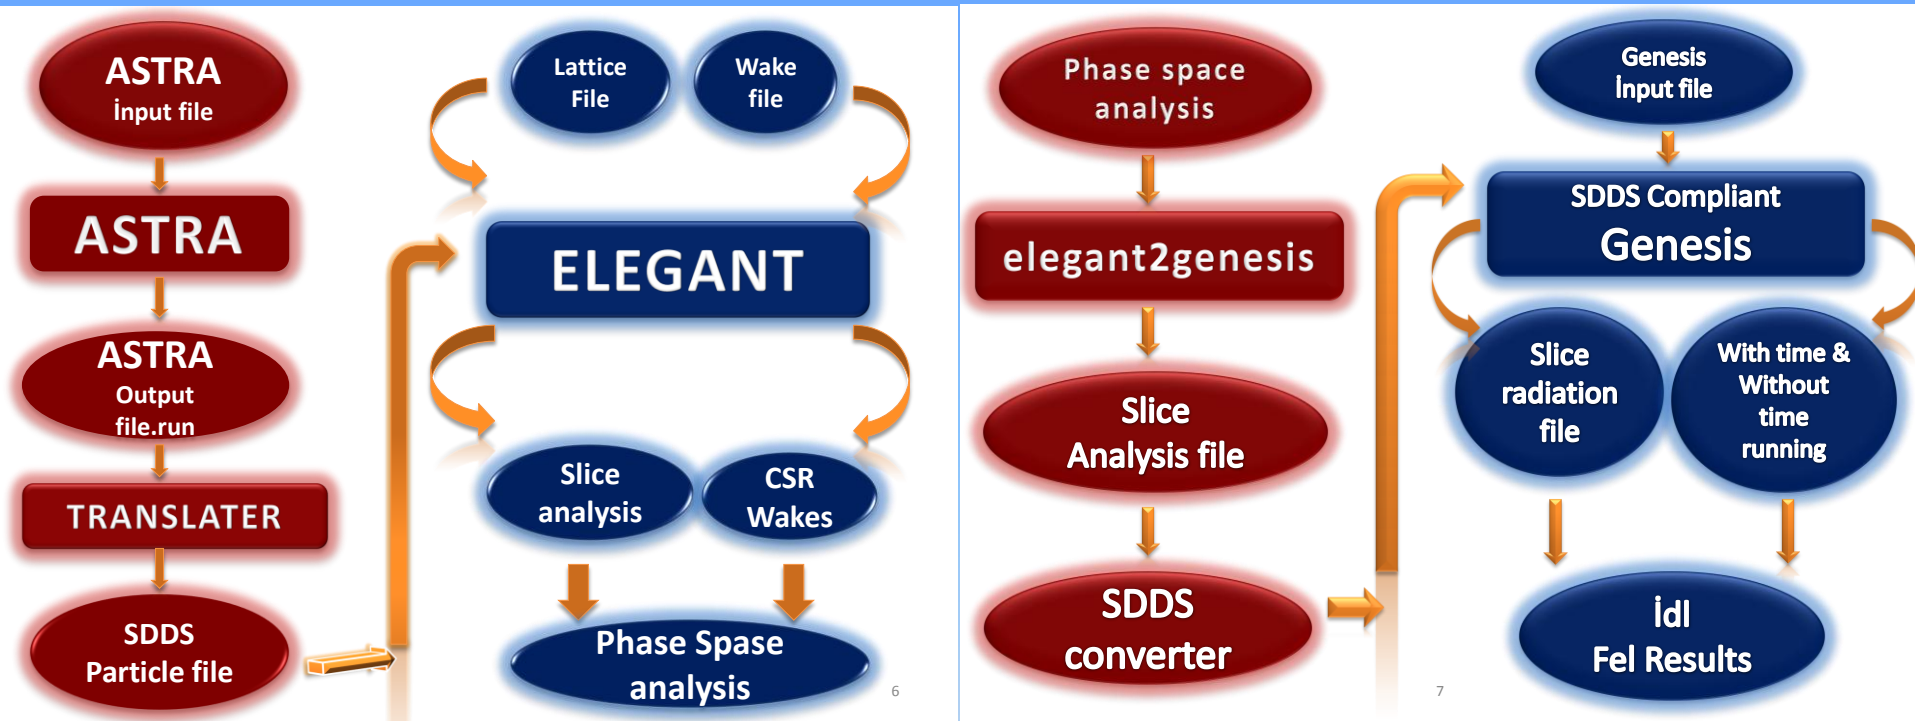 ASTRA
İnput file
ASTRA
ASTRA
Output
file.run
TRANSLATER
SDDS
Particle file
Lattice
File
Wake
file
ELEGANT
Slice
analysis
CSR
Wakes
Phase Spase
analysis
6
Phase space
analysis
elegant2genesis
Slice
Analysis file
SDDS
converter
Genesis
İnput file
SDDS Compliant
Genesis
Slice
radiation
file
With time &
Without
time
running
İdl
Fel Results
7